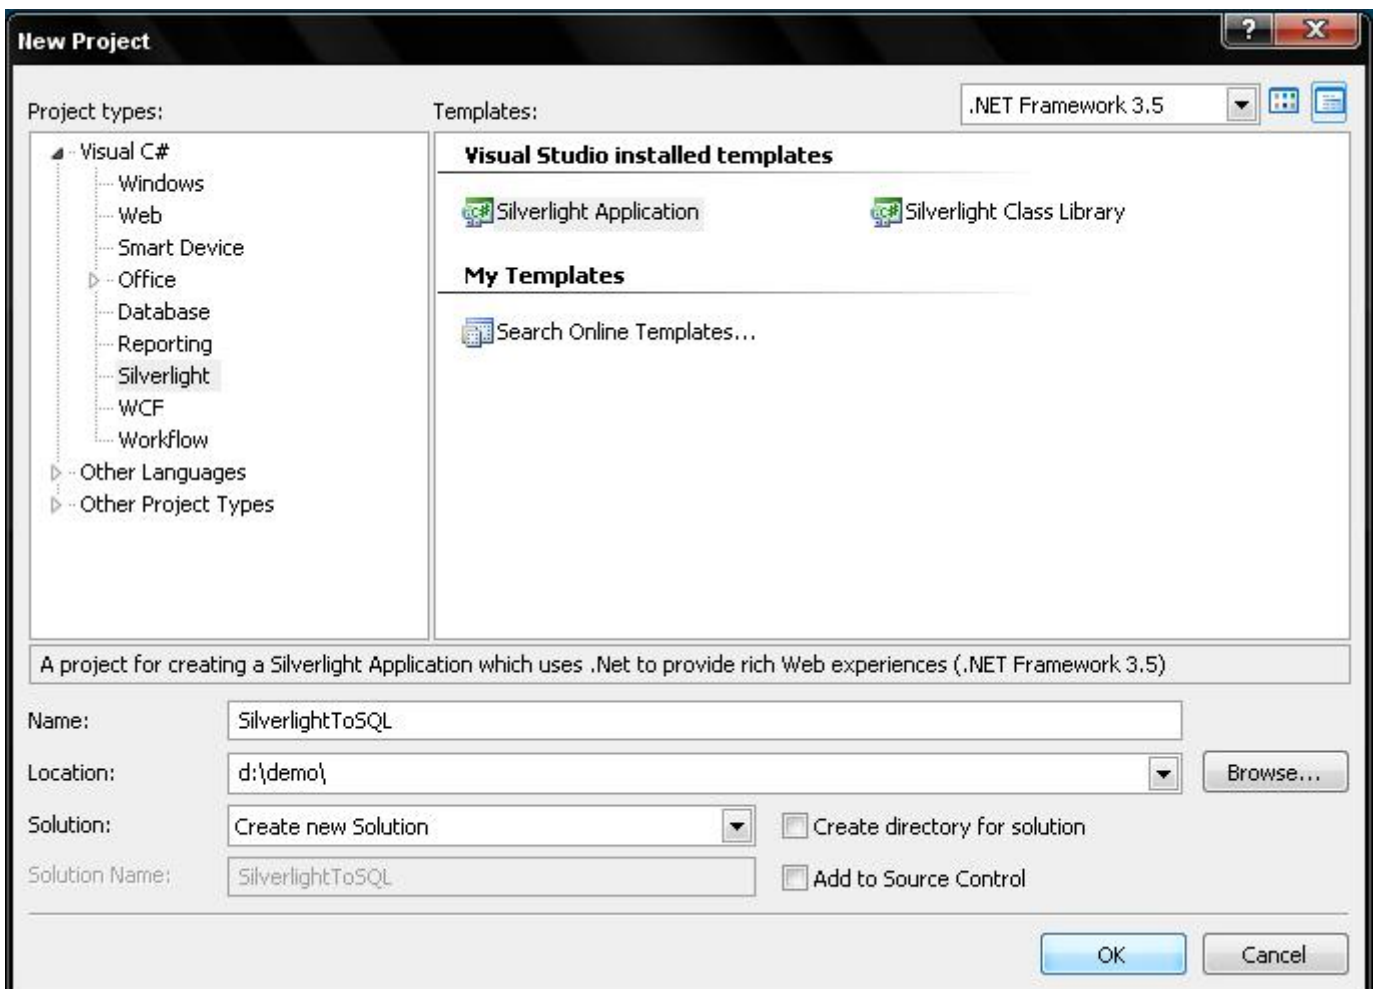 New Project
?
X
Project types:
Templates:
.NET Framework 3.5
Visual C#
Windows
Web
Smart Device
Office
Database
Reporting
Silverlight
WCF
Workflow
Other Languages
Other Project Types
Visual Studio installed templates
Silverlight Application
Silverlight Class Library
My Templates
Search Online Templates...
A project for creating a Silverlight Application which uses .Net to provide rich Web experiences (.NET Framework 3.5)
Name:
SilverlightToSQL
Location:
d:\demo\
Browse...
Solution:
Create new Solution
Create directory for solution
Solution Name:
SilverlightToSQL
Add to Source Control
OK
Cancel